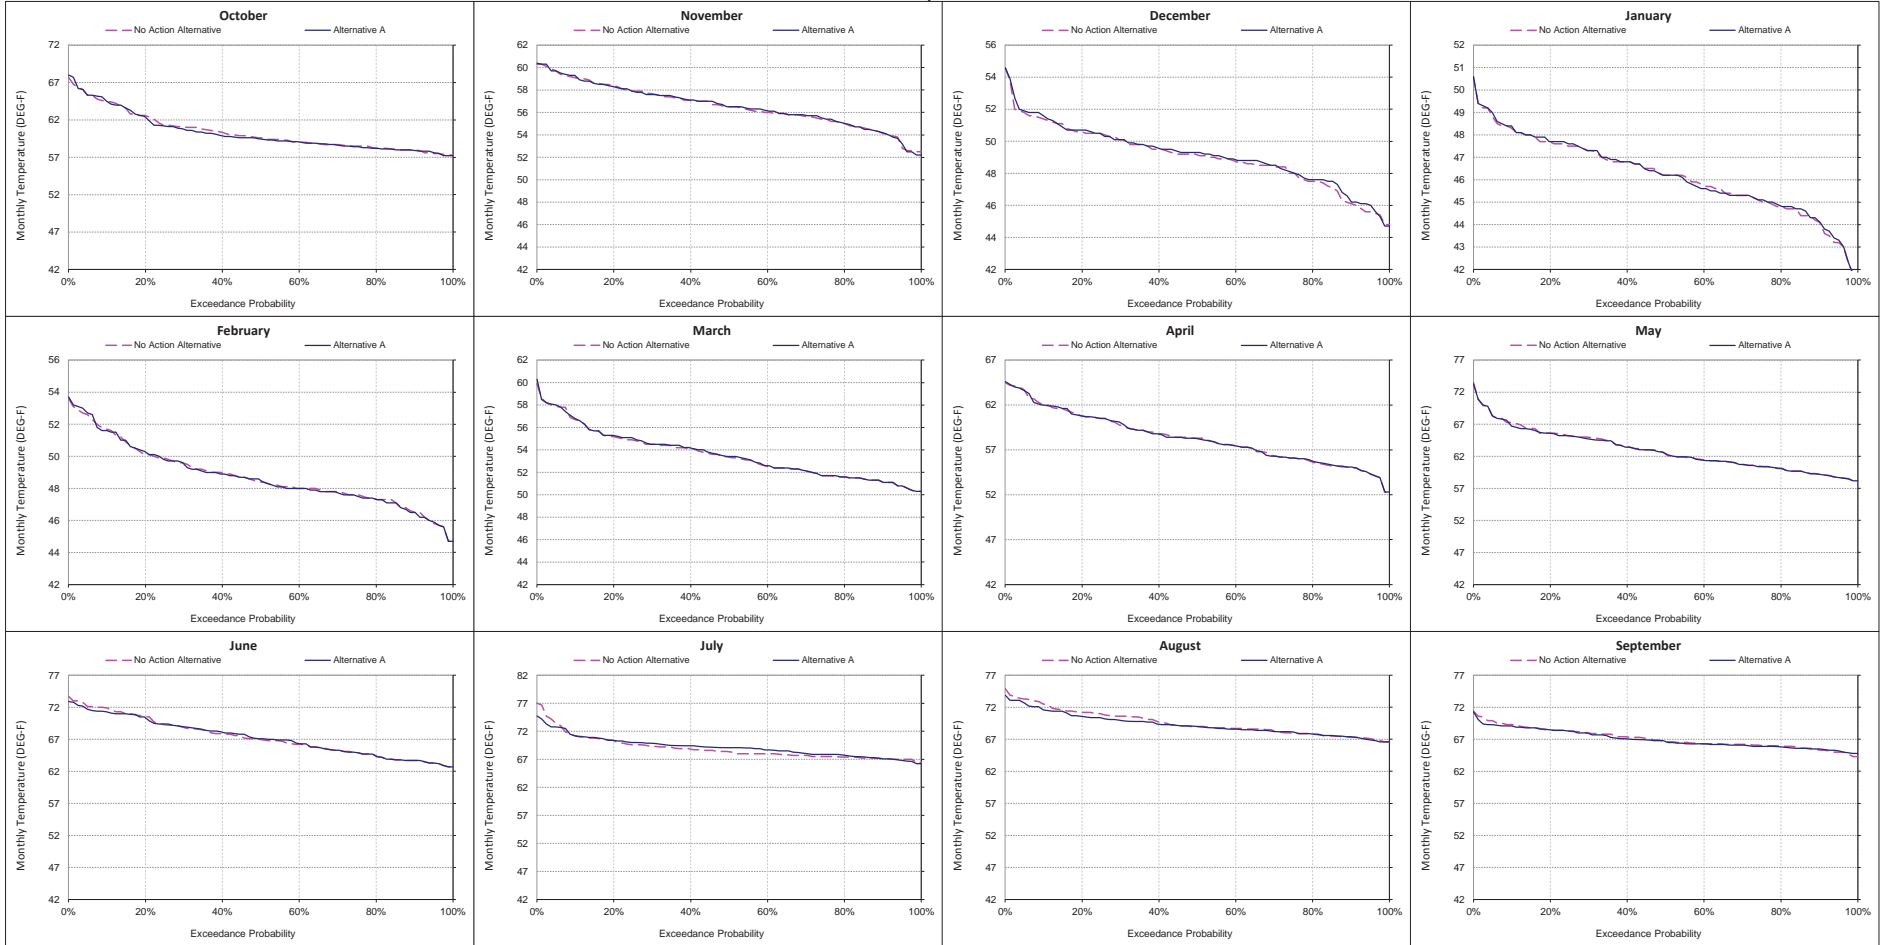 October
No Action Alternative Alternative A
Monthly Temperature (DEG-F)
72
67
62
57
52
47
42
0% 20% 40% 60% 80% 100%
Exceedance Probability
November
No Action Alternative Alternative A
Monthly Temperature (DEG-F)
62
60
58
56
54
52
50
48
46
44
42
0% 20% 40% 60% 80% 100%
Exceedance Probability
December
No Action Alternative Alternative A
Monthly Temperature (DEG-F)
56
54
52
50
48
46
44
42
0% 20% 40% 60% 80% 100%
Exceedance Probability
January
No Action Alternative Alternative A
Monthly Temperature (DEG-F)
52
51
50
49
48
47
46
45
44
43
42
0% 20% 40% 60% 80% 100%
Exceedance Probability
February
No Action Alternative Alternative A
Monthly Temperature (DEG-F)
56
54
52
50
48
46
44
42
0% 20% 40% 60% 80% 100%
Exceedance Probability
March
No Action Alternative Alternative A
Monthly Temperature (DEG-F)
62
60
58
56
54
52
50
48
46
44
42
0% 20% 40% 60% 80% 100%
Exceedance Probability
April
No Action Alternative Alternative A
Monthly Temperature (DEG-F)
67
62
57
52
47
42
0% 20% 40% 60% 80% 100%
Exceedance Probability
May
No Action Alternative Alternative A
Monthly Temperature (DEG-F)
77
72
67
62
57
52
47
42
0% 20% 40% 60% 80% 100%
Exceedance Probability
June
No Action Alternative Alternative A
Monthly Temperature (DEG-F)
77
72
67
62
57
52
47
42
0% 20% 40% 60% 80% 100%
Exceedance Probability
July
No Action Alternative Alternative A
Monthly Temperature (DEG-F)
82
77
72
67
62
57
52
47
42
0% 20% 40% 60% 80% 100%
Exceedance Probability
August
No Action Alternative Alternative A
Monthly Temperature (DEG-F)
77
72
67
62
57
52
47
42
0% 20% 40% 60% 80% 100%
Exceedance Probability
September
No Action Alternative Alternative A
Monthly Temperature (DEG-F)
77
72
67
62
57
52
47
42
0% 20% 40% 60% 80% 100%
Exceedance Probability